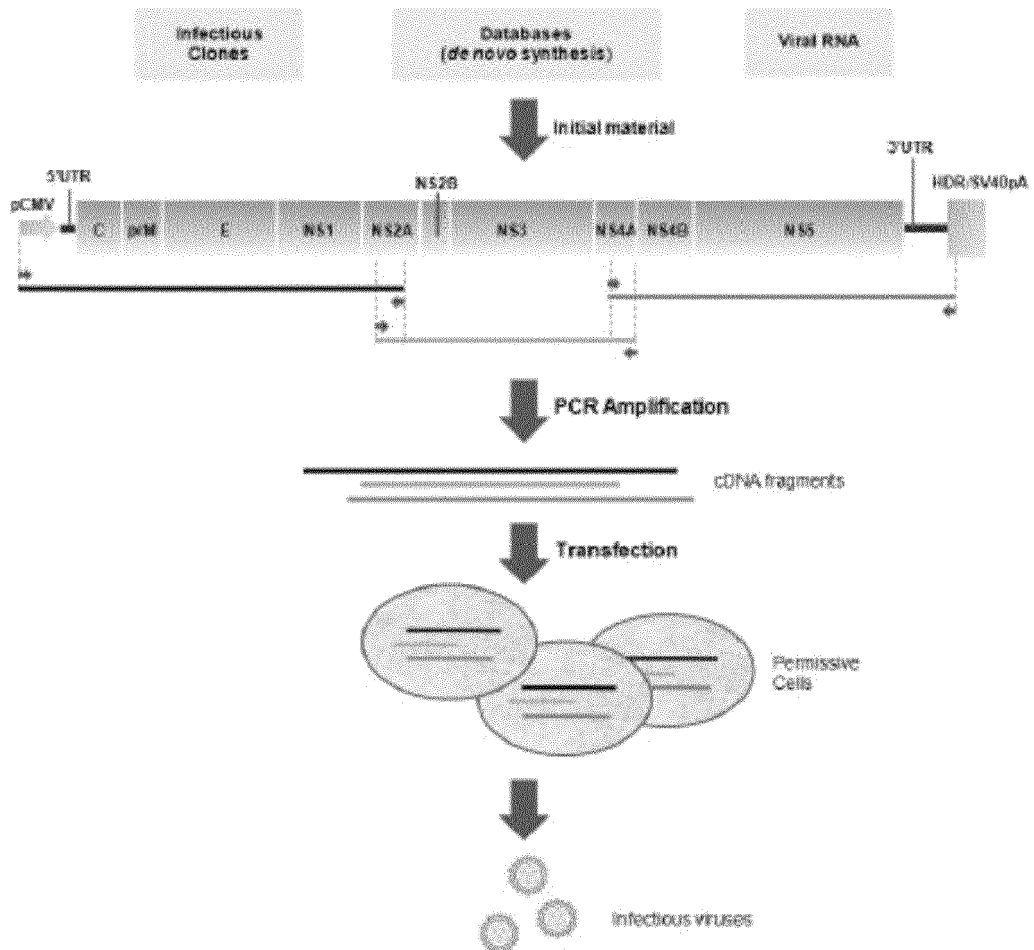 Infectious
Clones
Databases
(de novo synthesis)
Viral RNA
Initial material
5'UTR
3'UTR
pCMV
NS2B
HDR/SV40pA
C
prM
E
NS1
NS2A
NS3
NS4A
NS4B
NS5
PCR Amplification
cDNA fragments
Transfection
Permissive
Cells
Infectious viruses